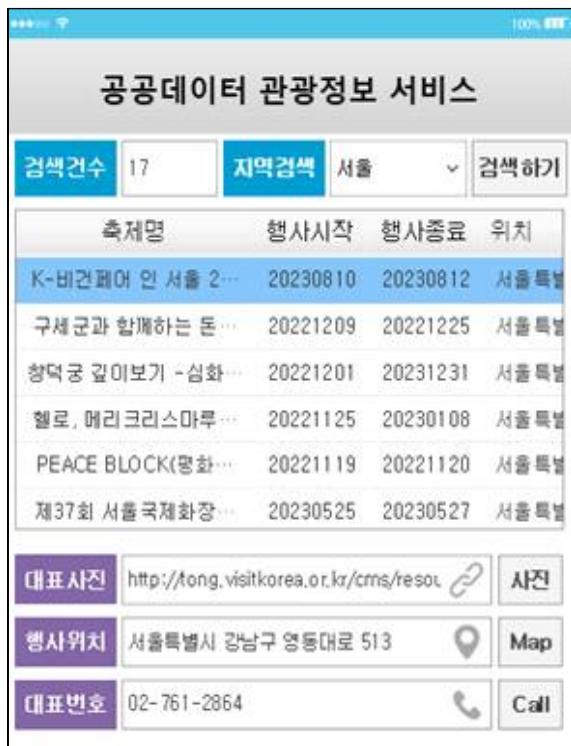 100%
공공데이터 관광정보 서비스
검색건수 17 지역검색 서울 검색하기
축제명 행사시작 행사종료 위치
K-비건페어 인 서울 2… 20230810 20230812 서울특별
구세군과 함께하는 돈… 20221209 20221225 서울특별
창덕궁 깊이보기 -심화… 20221201 20231231 서울특별
헬로, 메리크리스마루… 20221125 20230108 서울특별
PEACE BLOCK(평화… 20221119 20221120 서울특별
제37회 서울국제화장… 20230525 20230527 서울특별
대표사진 http://tong.visitkorea.or.kr/cms/resou 사진
행사위치 서울특별시 강남구 영동대로 513 Map
대표번호 02-761-2864 Call